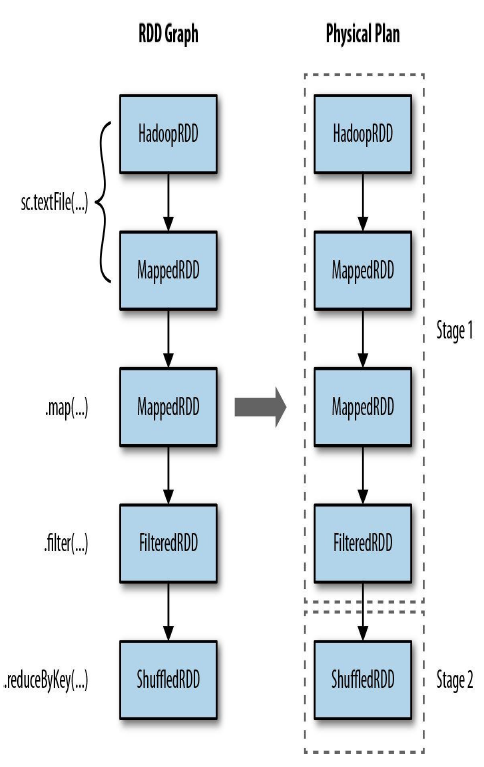 RDD Graph
Physical Plan
HadoopRDD
HadoopRDD
sc.textFile(...)
MappedRDD
MappedRDD
Stage 1
.map(...)
MappedRDD
MappedRDD
.filter(...)
FilteredRDD
FilteredRDD
.reduceByKey(...)
ShuffledRDD
ShuffledRDD
Stage 2